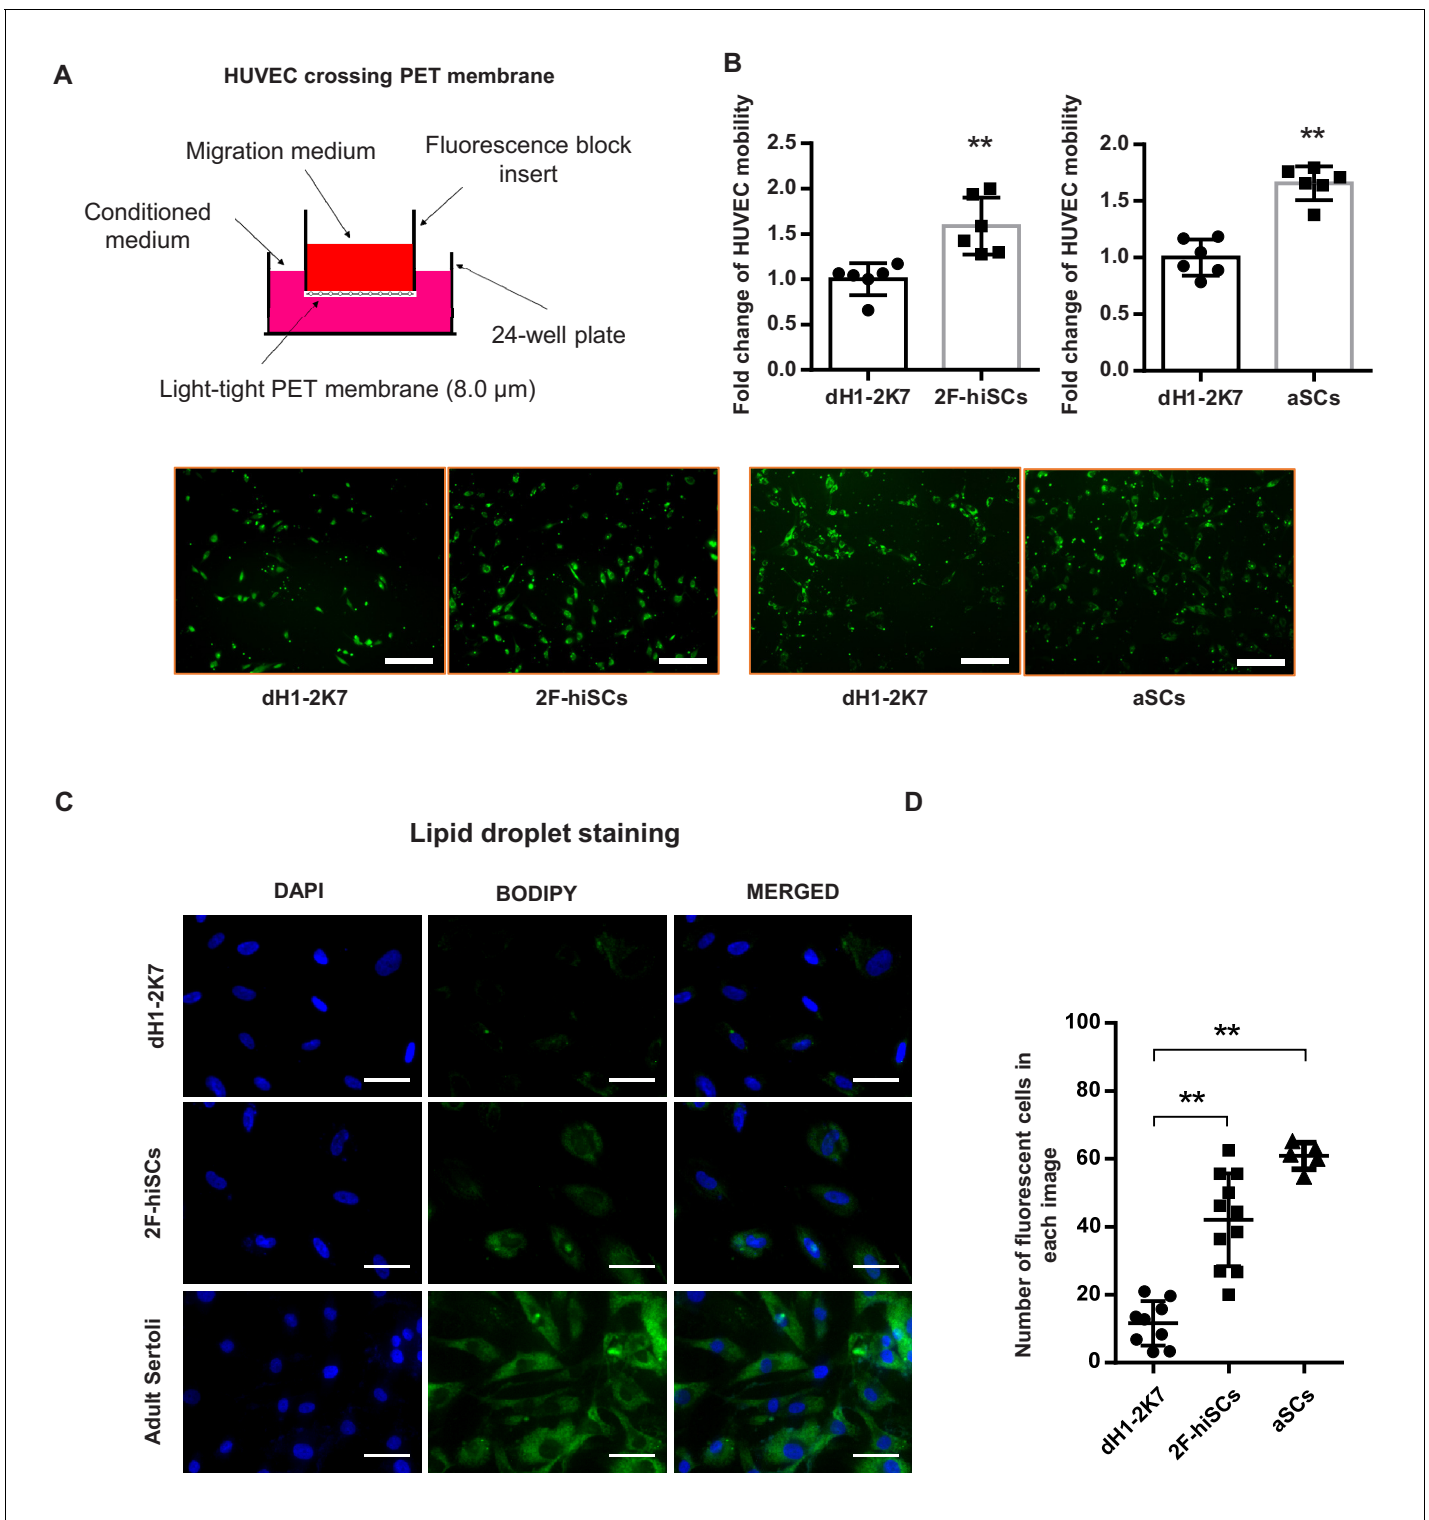 A
HUVEC crossing PET membrane
Migration medium
Fluorescence block
insert
Conditioned
medium
24-well plate
Light-tight PET membrane (8.0 μm)
B
Fold change of HUVEC mobility
2.5
2.0
1.5
1.0
0.5
0.0
**
dH1-2K7
2F-hiSCs
Fold change of HUVEC mobility
2.0
1.5
1.0
0.5
0.0
**
dH1-2K7
aSCs
dH1-2K7
2F-hiSCs
dH1-2K7
aSCs
C
Lipid droplet staining
DAPI
BODIPY
MERGED
dH1-2K7
2F-hiSCs
Adult Sertoli
D
Number of fluorescent cells in
each image
100
80
60
40
20
0
**
**
dH1-2K7
2F-hiSCs
aSCs